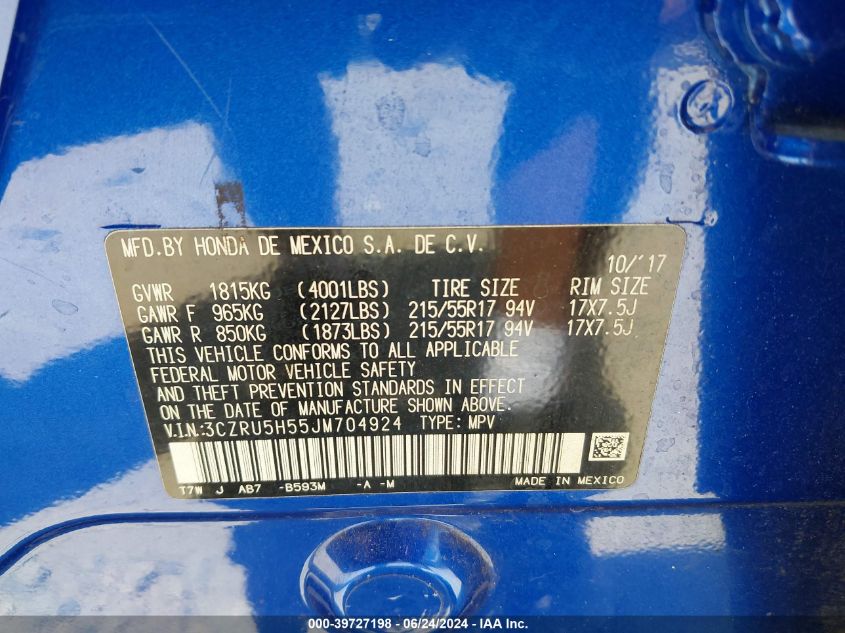 MFD.BY HONDA DE MEXICO S.A. DE C.V.
10/'17
GVWR 1815KG (4001LBS) TIRE SIZE RIM SIZE
GAWR F 965KG (2127LBS) 215/55R17 94V 17X7.5J
GAWR R 850KG (1873LBS) 215/55R17 94V 17X7.5J
THIS VEHICLE CONFORMS TO ALL APPLICABLE
FEDERAL MOTOR VEHICLE SAFETY
AND THEFT PREVENTION STANDARDS IN EFFECT
ON THE DATE OF MANUFACTURE SHOWN ABOVE.
V.I.N:3CZRU5H55JM704924 TYPE: MPV
T7W J AB7 -B593M -A -M MADE IN MEXICO
000-39727198 - 06/24/2024 - IAA Inc.